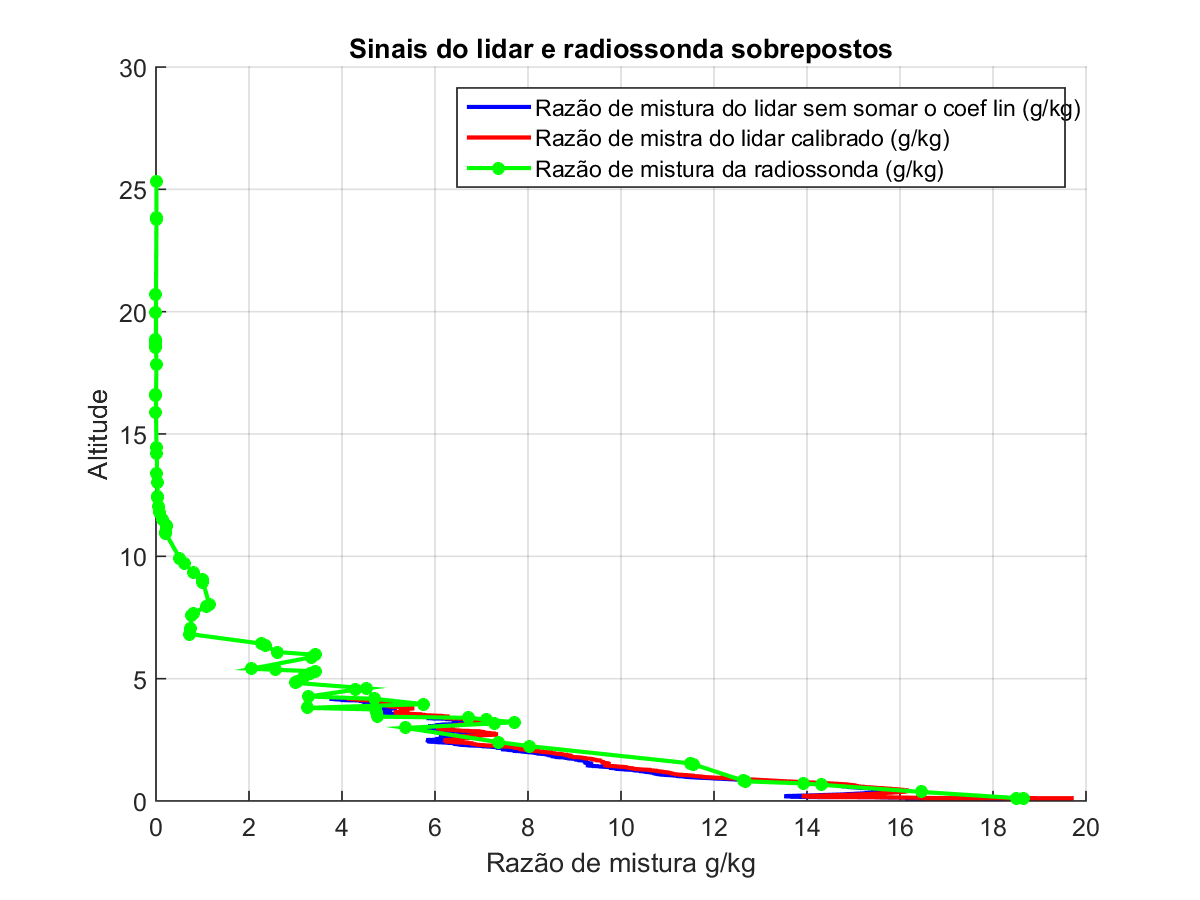 Sinais do lidar e radiossonda sobrepostos
Razão de mistura do lidar sem somar o coef lin (g/kg)
Razão de mistra do lidar calibrado (g/kg)
Razão de mistura da radiossonda (g/kg)
30
25
20
15
10
5
0
Altitude
0 2 4 6 8 10 12 14 16 18 20
Razão de mistura g/kg